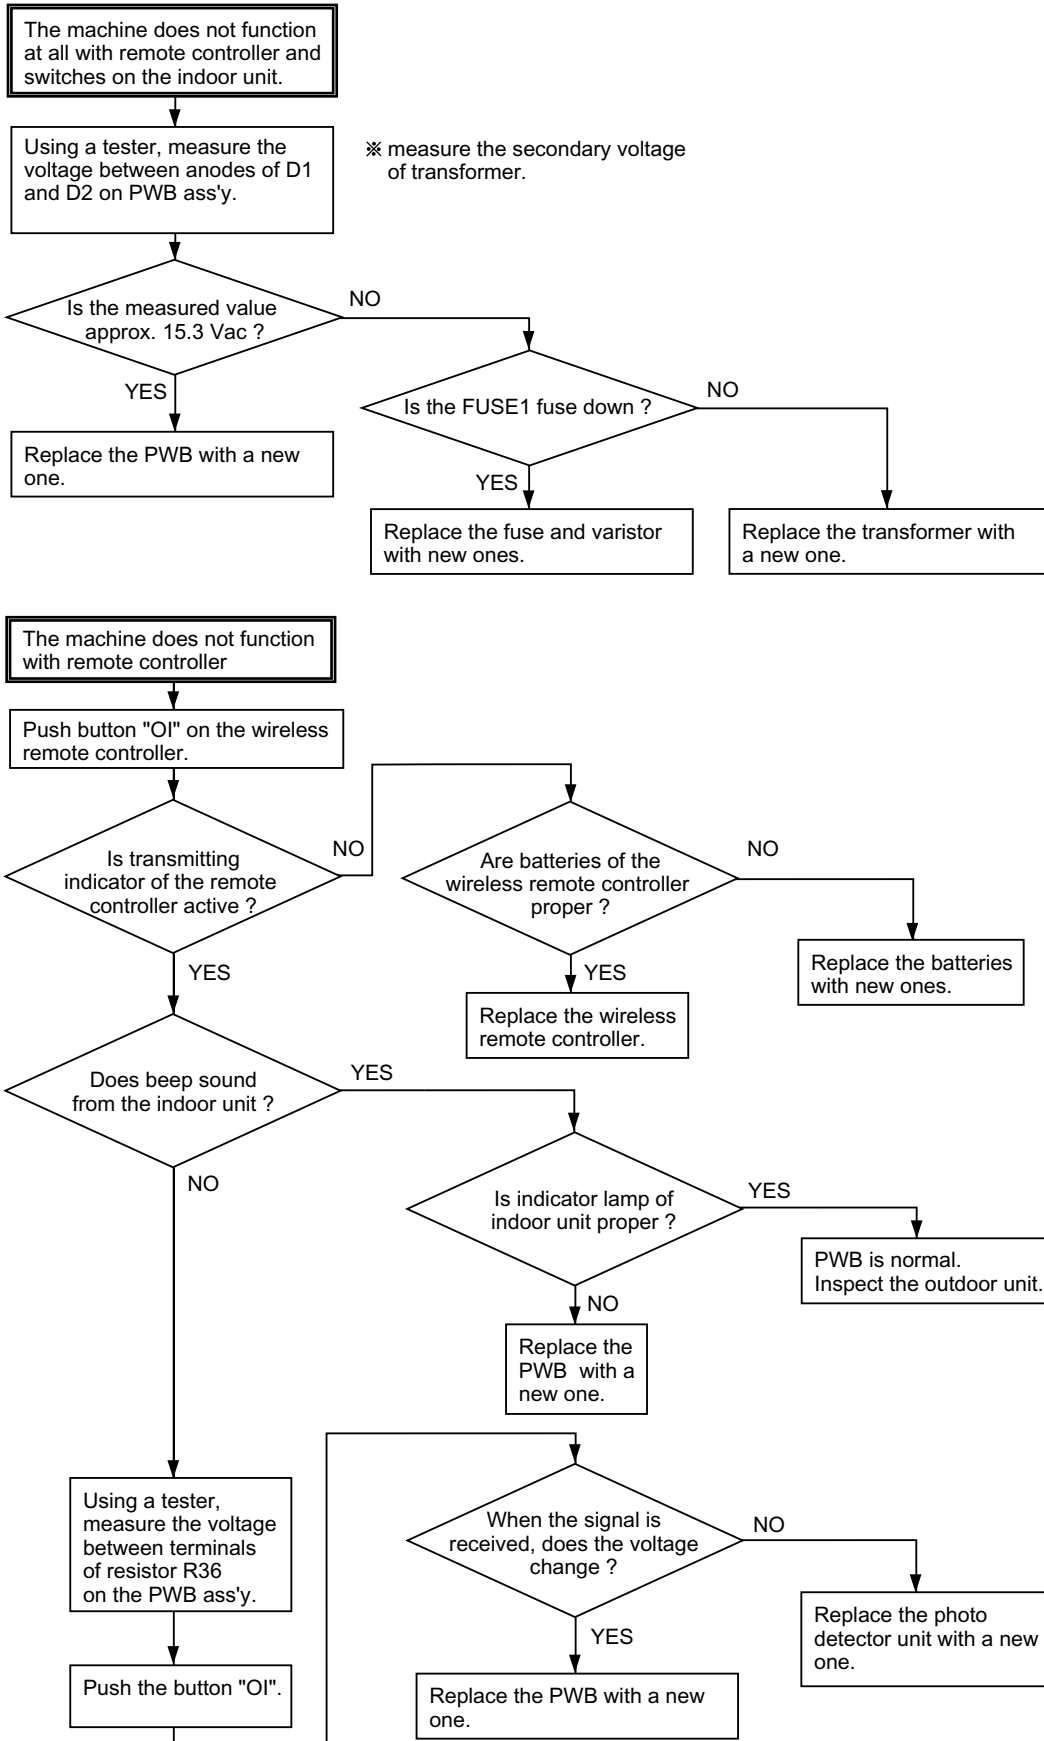 The machine does not function
at all with remote controller and
switches on the indoor unit.
Using a tester, measure the
voltage between anodes of D1
and D2 on PWB ass'y.
※ measure the secondary voltage
of transformer.
Is the measured value
approx. 15.3 Vac ?
NO
YES
Is the FUSE1 fuse down ?
NO
Replace the PWB with a new
one.
YES
Replace the fuse and varistor
with new ones.
Replace the transformer with
a new one.
The machine does not function
with remote controller
Push button "OI" on the wireless
remote controller.
Is transmitting
indicator of the remote
controller active ?
NO
Are batteries of the
wireless remote controller
proper ?
NO
YES
YES
Replace the batteries
with new ones.
Replace the wireless
remote controller.
Does beep sound
from the indoor unit ?
YES
NO
Is indicator lamp of
indoor unit proper ?
YES
PWB is normal.
Inspect the outdoor unit.
NO
Replace the
PWB  with a
new one.
Using a tester,
measure the voltage
between terminals
of resistor R36
on the PWB ass'y.
When the signal is
received, does the voltage
change ?
NO
Replace the photo
detector unit with a new
one.
YES
Push the button "OI".
Replace the PWB with a new
one.